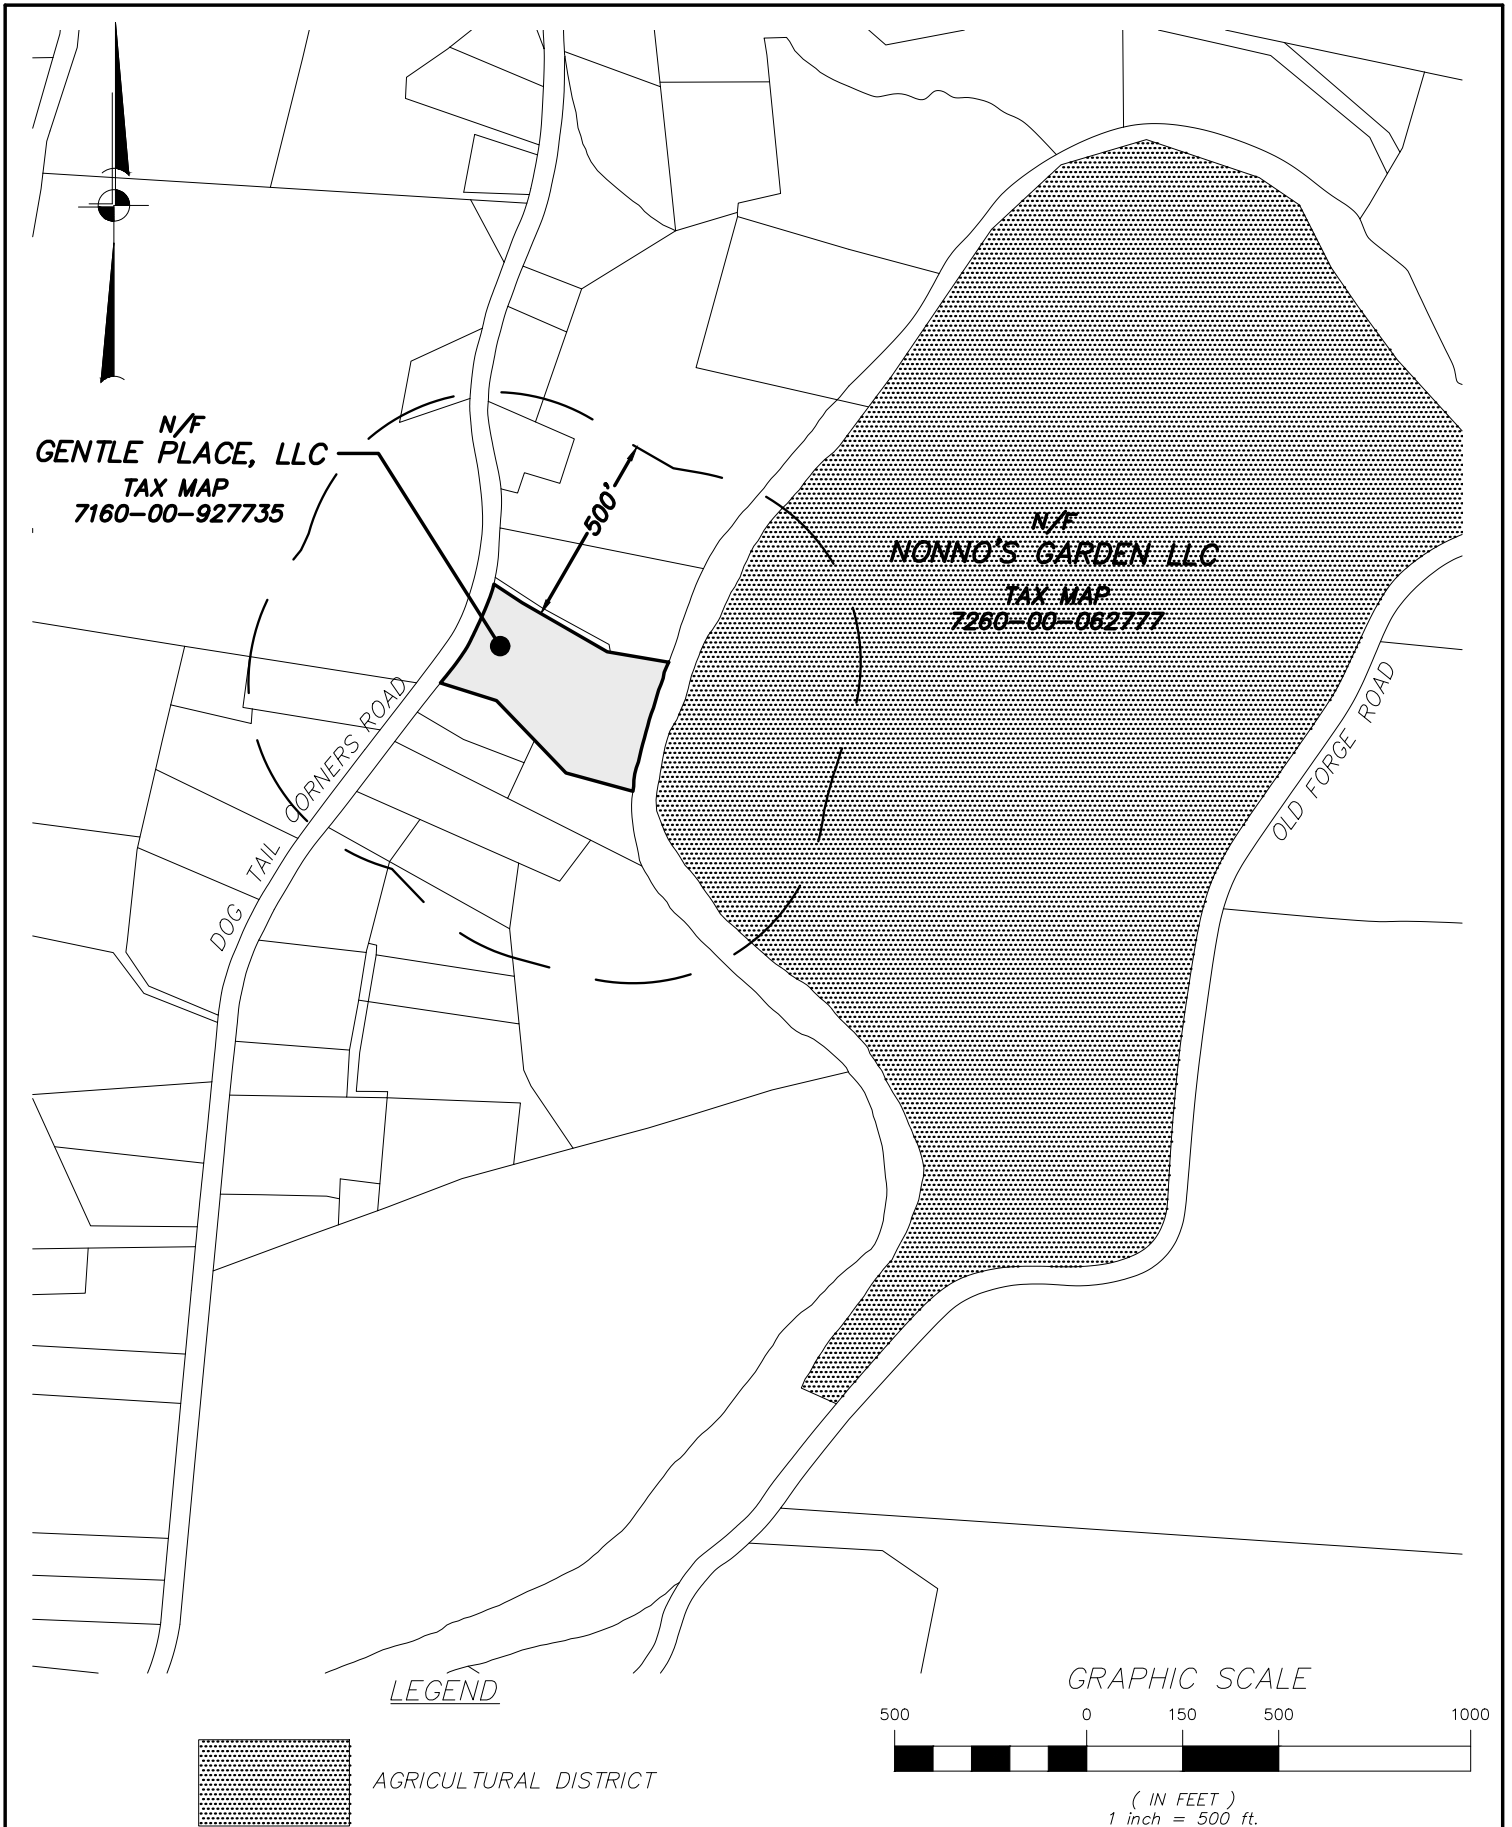 N/F
GENTLE PLACE, LLC
TAX MAP
7160-00-927735
500'
N/F
NONNO'S GARDEN LLC
TAX MAP
7260-00-062777
DOG TAIL CORNERS ROAD
OLD FORGE ROAD
LEGEND
AGRICULTURAL DISTRICT
GRAPHIC SCALE
500 0 150 500 1000
( IN FEET )
1 inch = 500 ft.